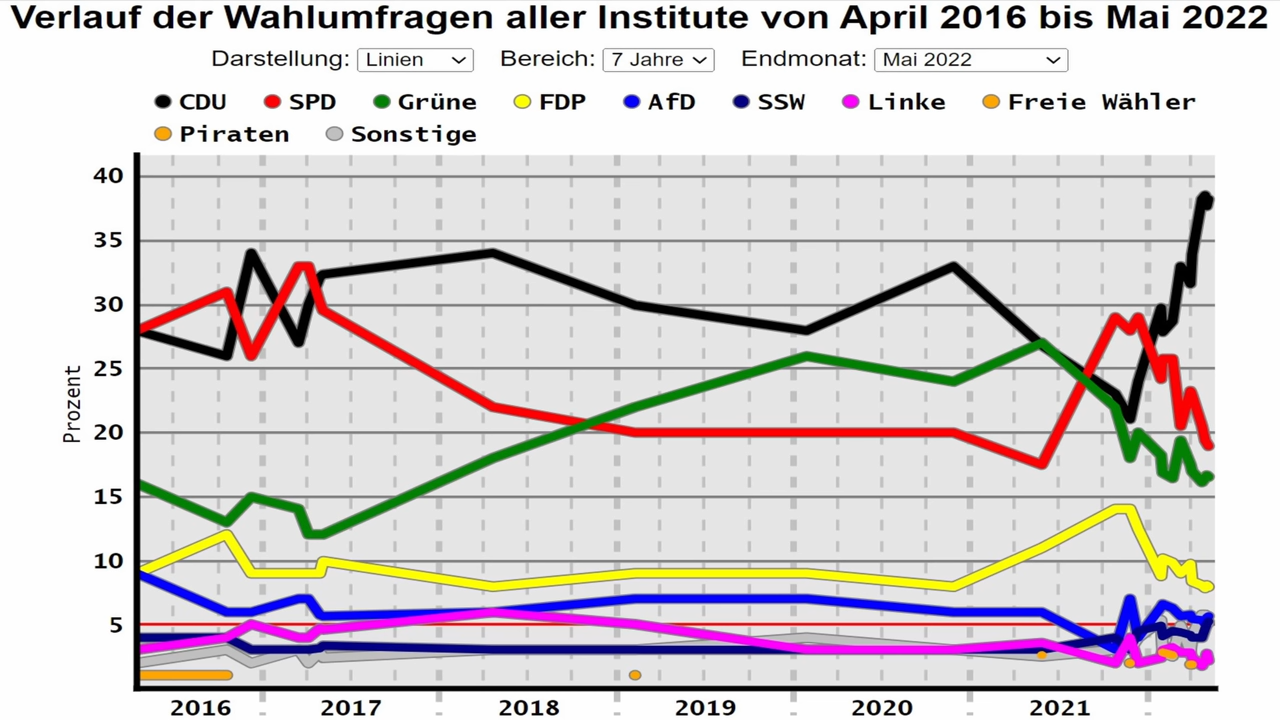 Verlauf der Wahlumfragen aller Institute von April 2016 bis Mai 2022
Darstellung: Linien Bereich: 7 Jahre Endmonat: Mai 2022
CDU SPD Grüne FDP AfD SSW Linke Freie Wähler
Piraten Sonstige
40
35
30
25
20
15
10
5
Prozent
2016 2017 2018 2019 2020 2021